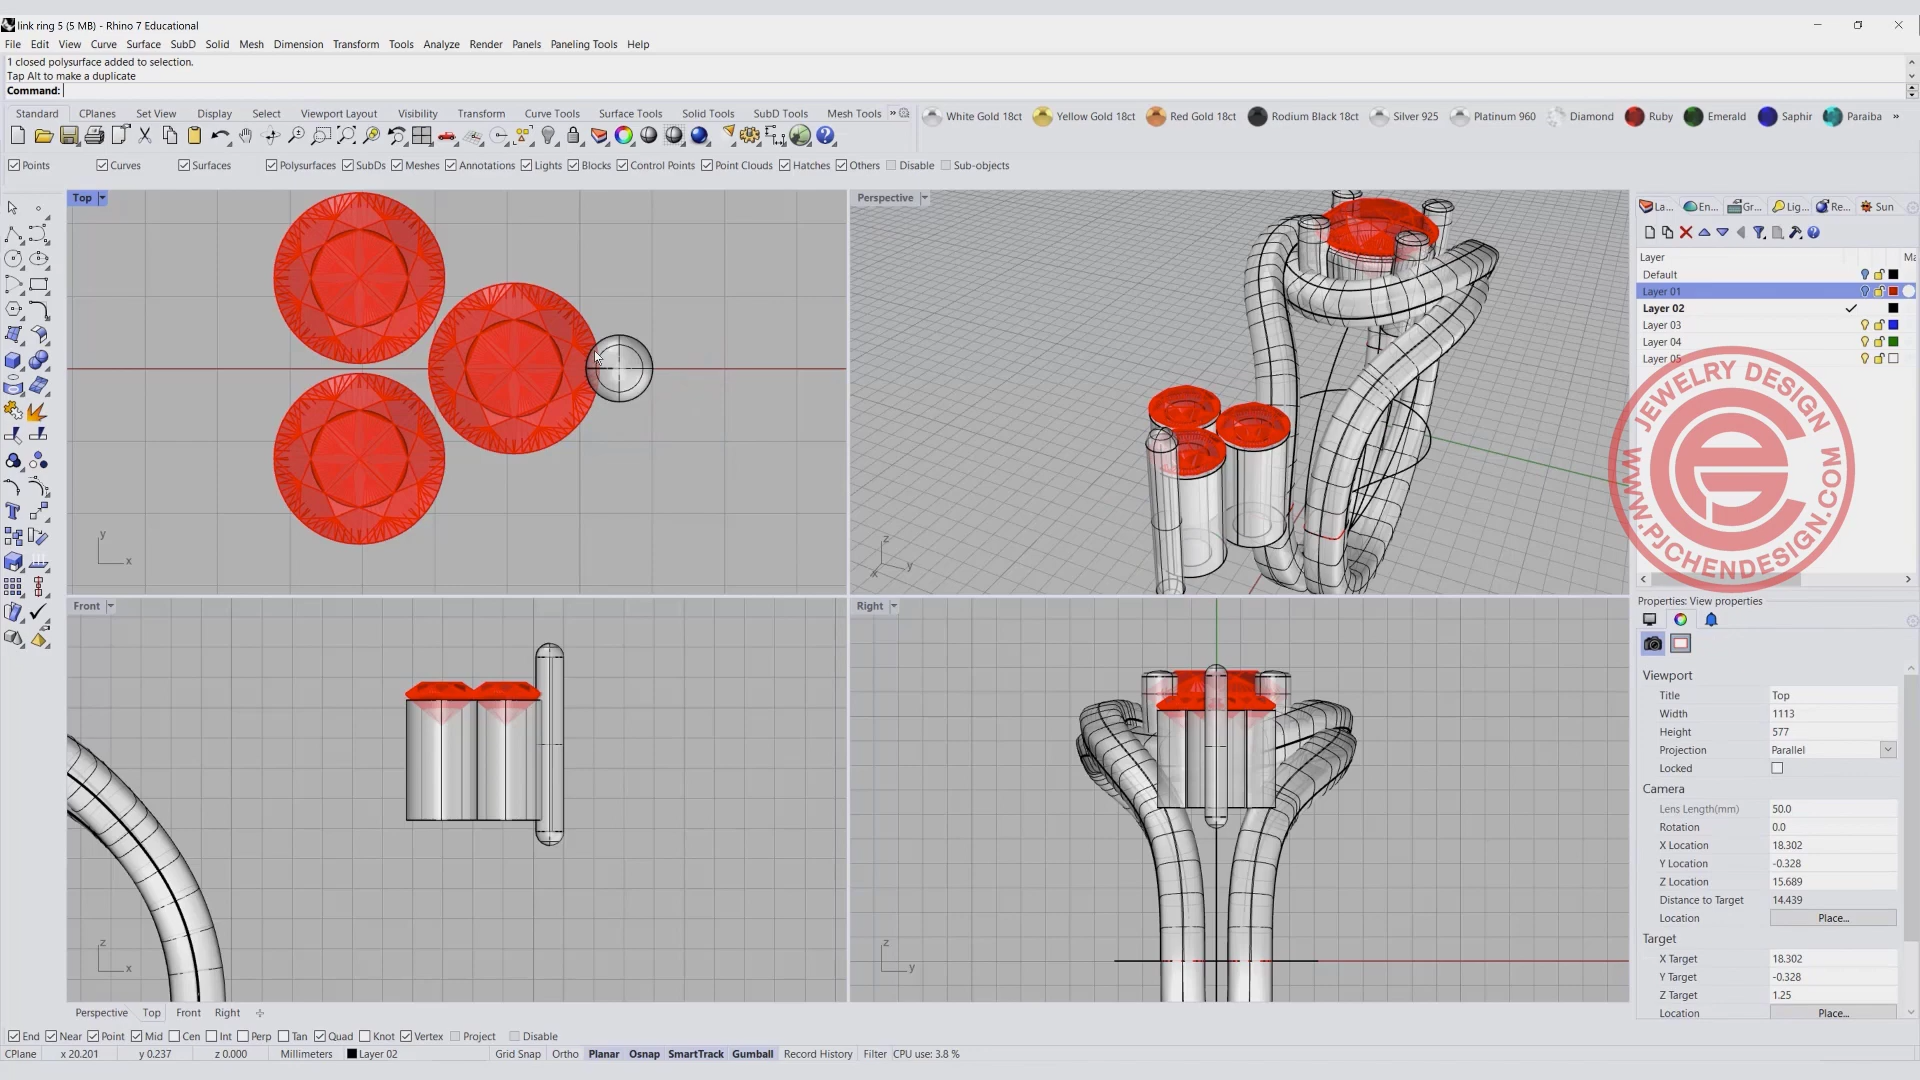 link ring 5 (5 MB) - Rhino 7 Educational
File Edit View Curve Surface SubD Solid Mesh Dimension Transform Tools Analyze Render Panels Paneling Tools Help
1 closed polysurface added to selection.
Tap Alt to make a duplicate
Command:
Standard CPlanes Set View Display Select Viewport Layout Visibility Transform Curve Tools Surface Tools Solid Tools SubD Tools Mesh Tools »
White Gold 18ct Yellow Gold 18ct Red Gold 18ct Rodium Black 18ct Silver 925 Platinum 960 Diamond Ruby Emerald Saphir Paraiba »
Points Curves Surfaces Polysurfaces SubDs Meshes Annotations Lights Blocks Control Points Point Clouds Hatches Others Disable Sub-objects
Top
Perspective
La... En... Gr... Lig... Re... Sun
Layer Ma
Default
Layer 01
Layer 02
Layer 03
Layer 04
Layer 05
JEWELRY DESIGN
WWW.PJCHENDESIGN.COM
y
x
z
y
x
Front
Right
z
x
z
y
Properties: View properties
Viewport
Title Top
Width 1113
Height 577
Projection Parallel
Locked
Camera
Lens Length(mm) 50.0
Rotation 0.0
X Location 18.302
Y Location -0.328
Z Location 15.689
Distance to Target 14.439
Location Place...
Target
X Target 18.302
Y Target -0.328
Z Target 1.25
Location Place...
Perspective Top Front Right
End Near Point Mid Cen Int Perp Tan Quad Knot Vertex Project Disable
CPlane x 20.201 y 0.237 z 0.000 Millimeters Layer 02 Grid Snap Ortho Planar Osnap SmartTrack Gumball Record History Filter CPU use: 3.8 %